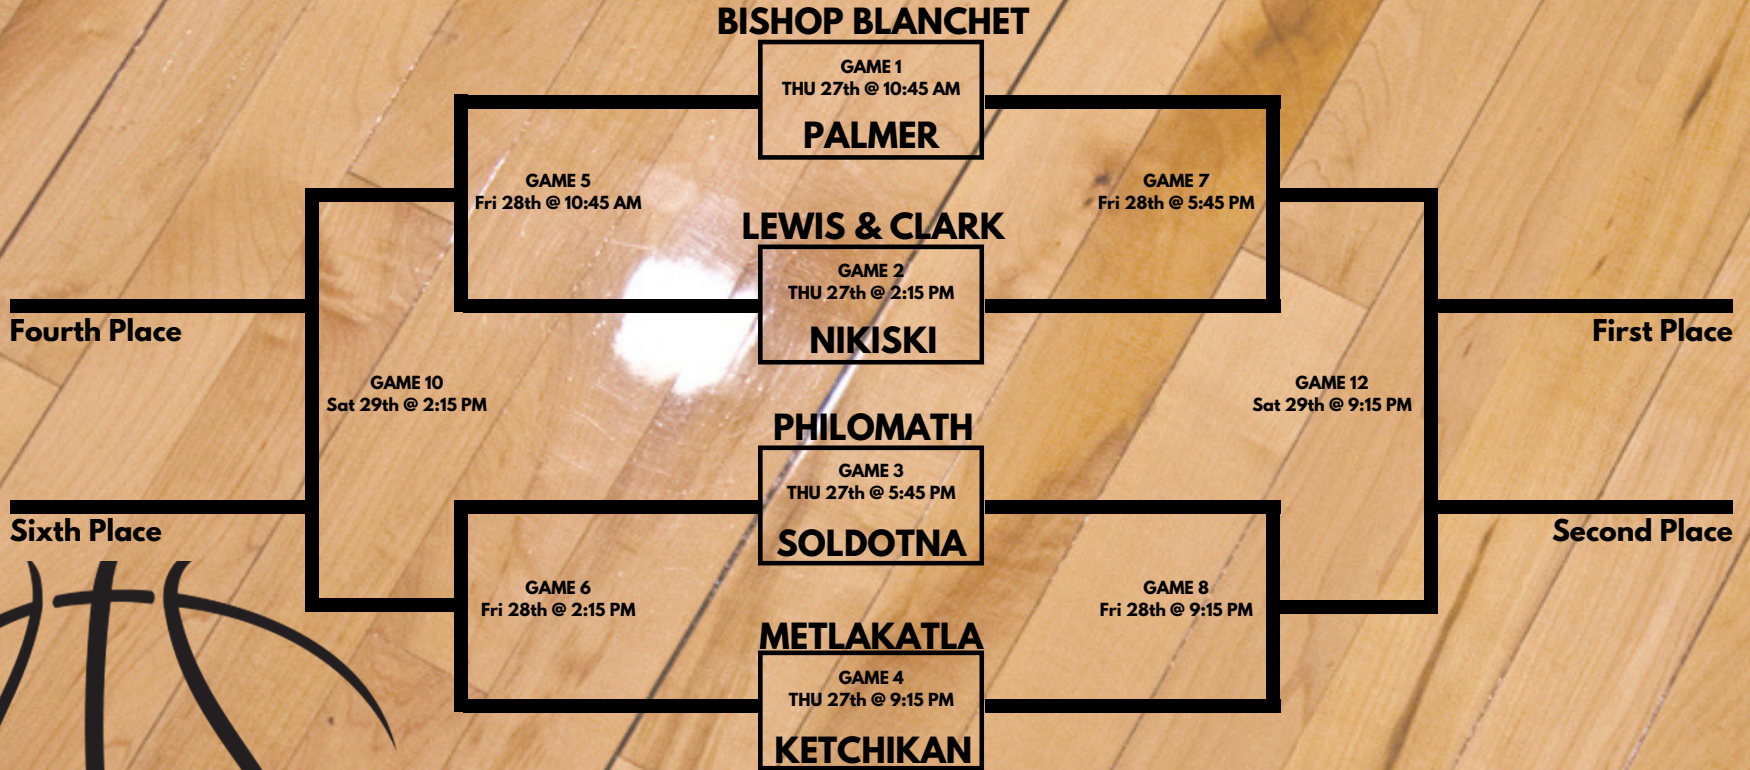 BISHOP BLANCHET
GAME 1
THU 27th @ 10:45 AM
PALMER
GAME 5
Fri 28th @ 10:45 AM
GAME 7
Fri 28th @ 5:45 PM
LEWIS & CLARK
GAME 2
THU 27th @ 2:15 PM
NIKISKI
Fourth Place
First Place
GAME 10
Sat 29th @ 2:15 PM
GAME 12
Sat 29th @ 9:15 PM
PHILOMATH
GAME 3
THU 27th @ 5:45 PM
SOLDOTNA
Sixth Place
Second Place
GAME 6
Fri 28th @ 2:15 PM
GAME 8
Fri 28th @ 9:15 PM
METLAKATLA
GAME 4
THU 27th @ 9:15 PM
KETCHIKAN